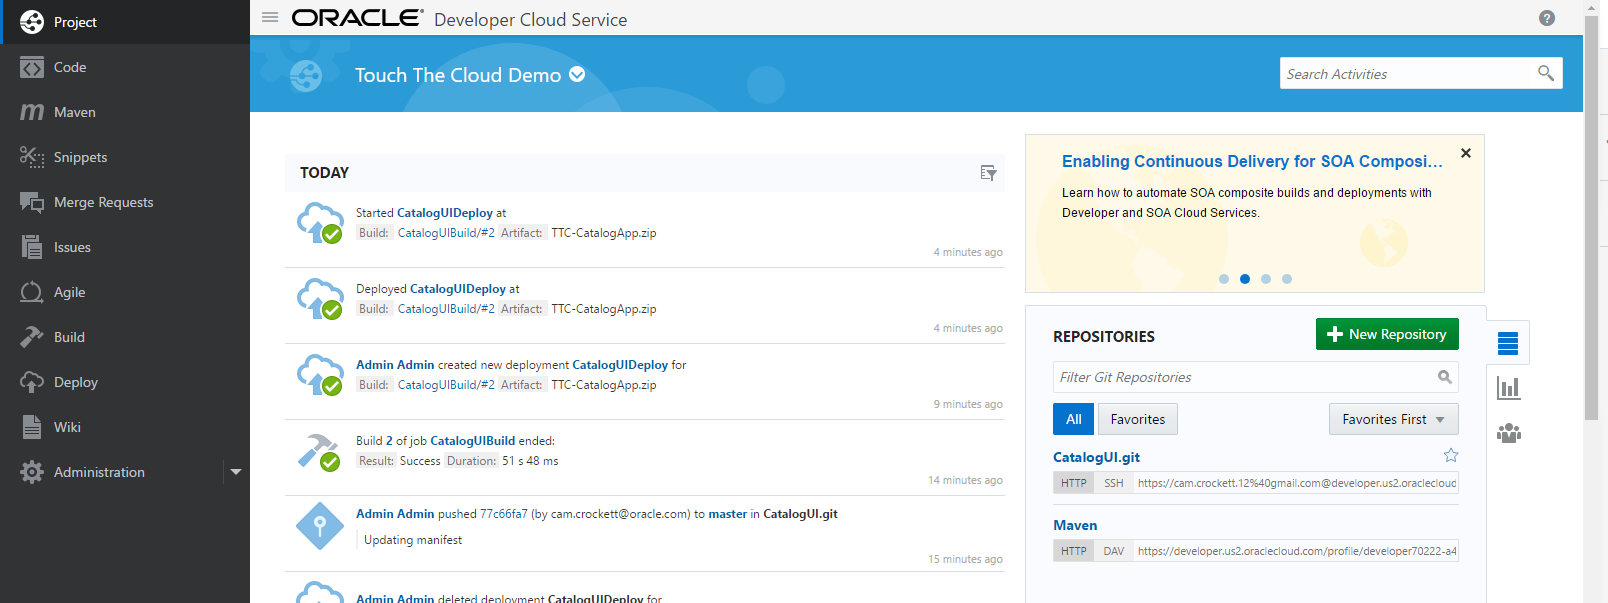 Project
Code
Maven
Snippets
Merge Requests
Issues
Agile
Build
Deploy
Wiki
Administration
ORACLE® Developer Cloud Service
?
Touch The Cloud Demo
Search Activities
TODAY
Started CatalogUIDeploy at
Build: CatalogUIBuild/#2 Artifact: TTC-CatalogApp.zip
4 minutes ago
Deployed CatalogUIDeploy at
Build: CatalogUIBuild/#2 Artifact: TTC-CatalogApp.zip
4 minutes ago
Admin Admin created new deployment CatalogUIDeploy for
Build: CatalogUIBuild/#2 Artifact: TTC-CatalogApp.zip
9 minutes ago
Build 2 of job CatalogUIBuild ended:
Result: Success Duration: 51 s 48 ms
14 minutes ago
Admin Admin pushed 77c66fa7 (by cam.crockett@oracle.com) to master in CatalogUI.git
Updating manifest
15 minutes ago
Admin Admin deleted deployment CatalogUIDeploy for
Enabling Continuous Delivery for SOA Composi...
Learn how to automate SOA composite builds and deployments with
Developer and SOA Cloud Services.
REPOSITORIES
New Repository
Filter Git Repositories
All Favorites Favorites First
CatalogUI.git
HTTP SSH https://cam.crockett.12%40gmail.com@developer.us2.oraclecloud
Maven
HTTP DAV https://developer.us2.oraclecloud.com/profile/developer70222-a4